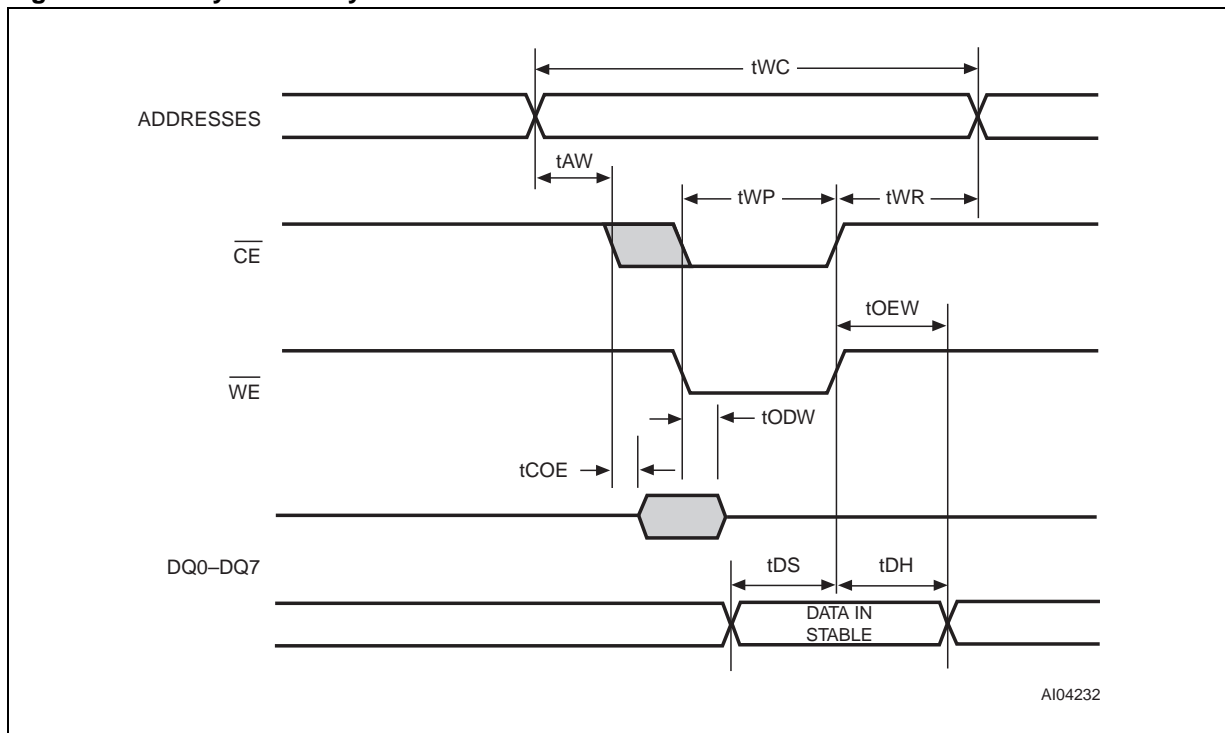 tWC
ADDRESSES
tAW
tWP
tWR
CE
tOEW
WE
tODW
tCOE
DQ0–DQ7
tDS
tDH
DATA IN
STABLE
AI04232